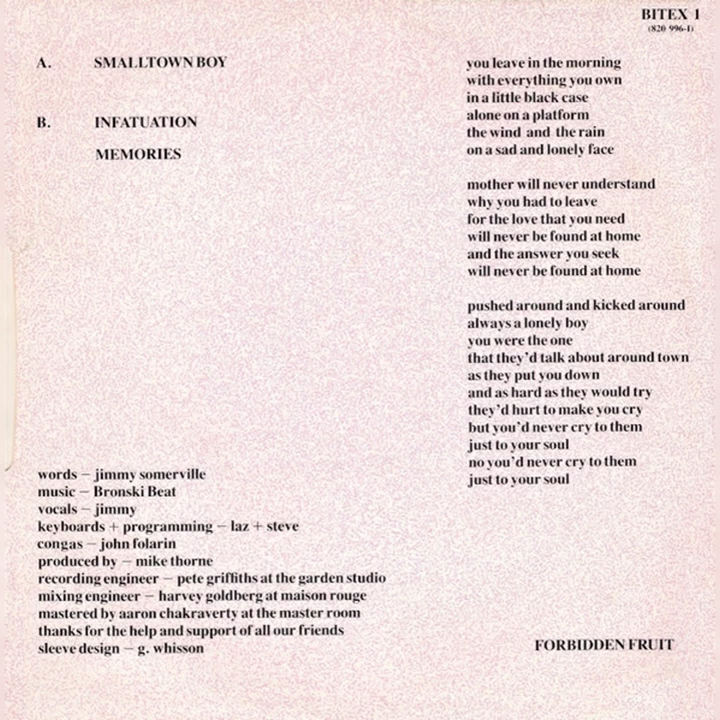 BITEX 1
(820 996-1)
A. SMALLTOWN BOY
B. INFATUATION
MEMORIES
you leave in the morning
with everything you own
in a little black case
alone on a platform
the wind and the rain
on a sad and lonely face
mother will never understand
why you had to leave
for the love that you need
will never be found at home
and the answer you seek
will never be found at home
pushed around and kicked around
always a lonely boy
you were the one
that they'd talk about around town
as they put you down
and as hard as they would try
they'd hurt to make you cry
but you'd never cry to them
just to your soul
no you'd never cry to them
just to your soul
words – jimmy somerville
music – Bronski Beat
vocals – jimmy
keyboards + programming – laz + steve
congas – john folarin
produced by – mike thorne
recording engineer – pete griffiths at the garden studio
mixing engineer – harvey goldberg at maison rouge
mastered by aaron chakraverty at the master room
thanks for the help and support of all our friends
sleeve design – g. whisson
FORBIDDEN FRUIT